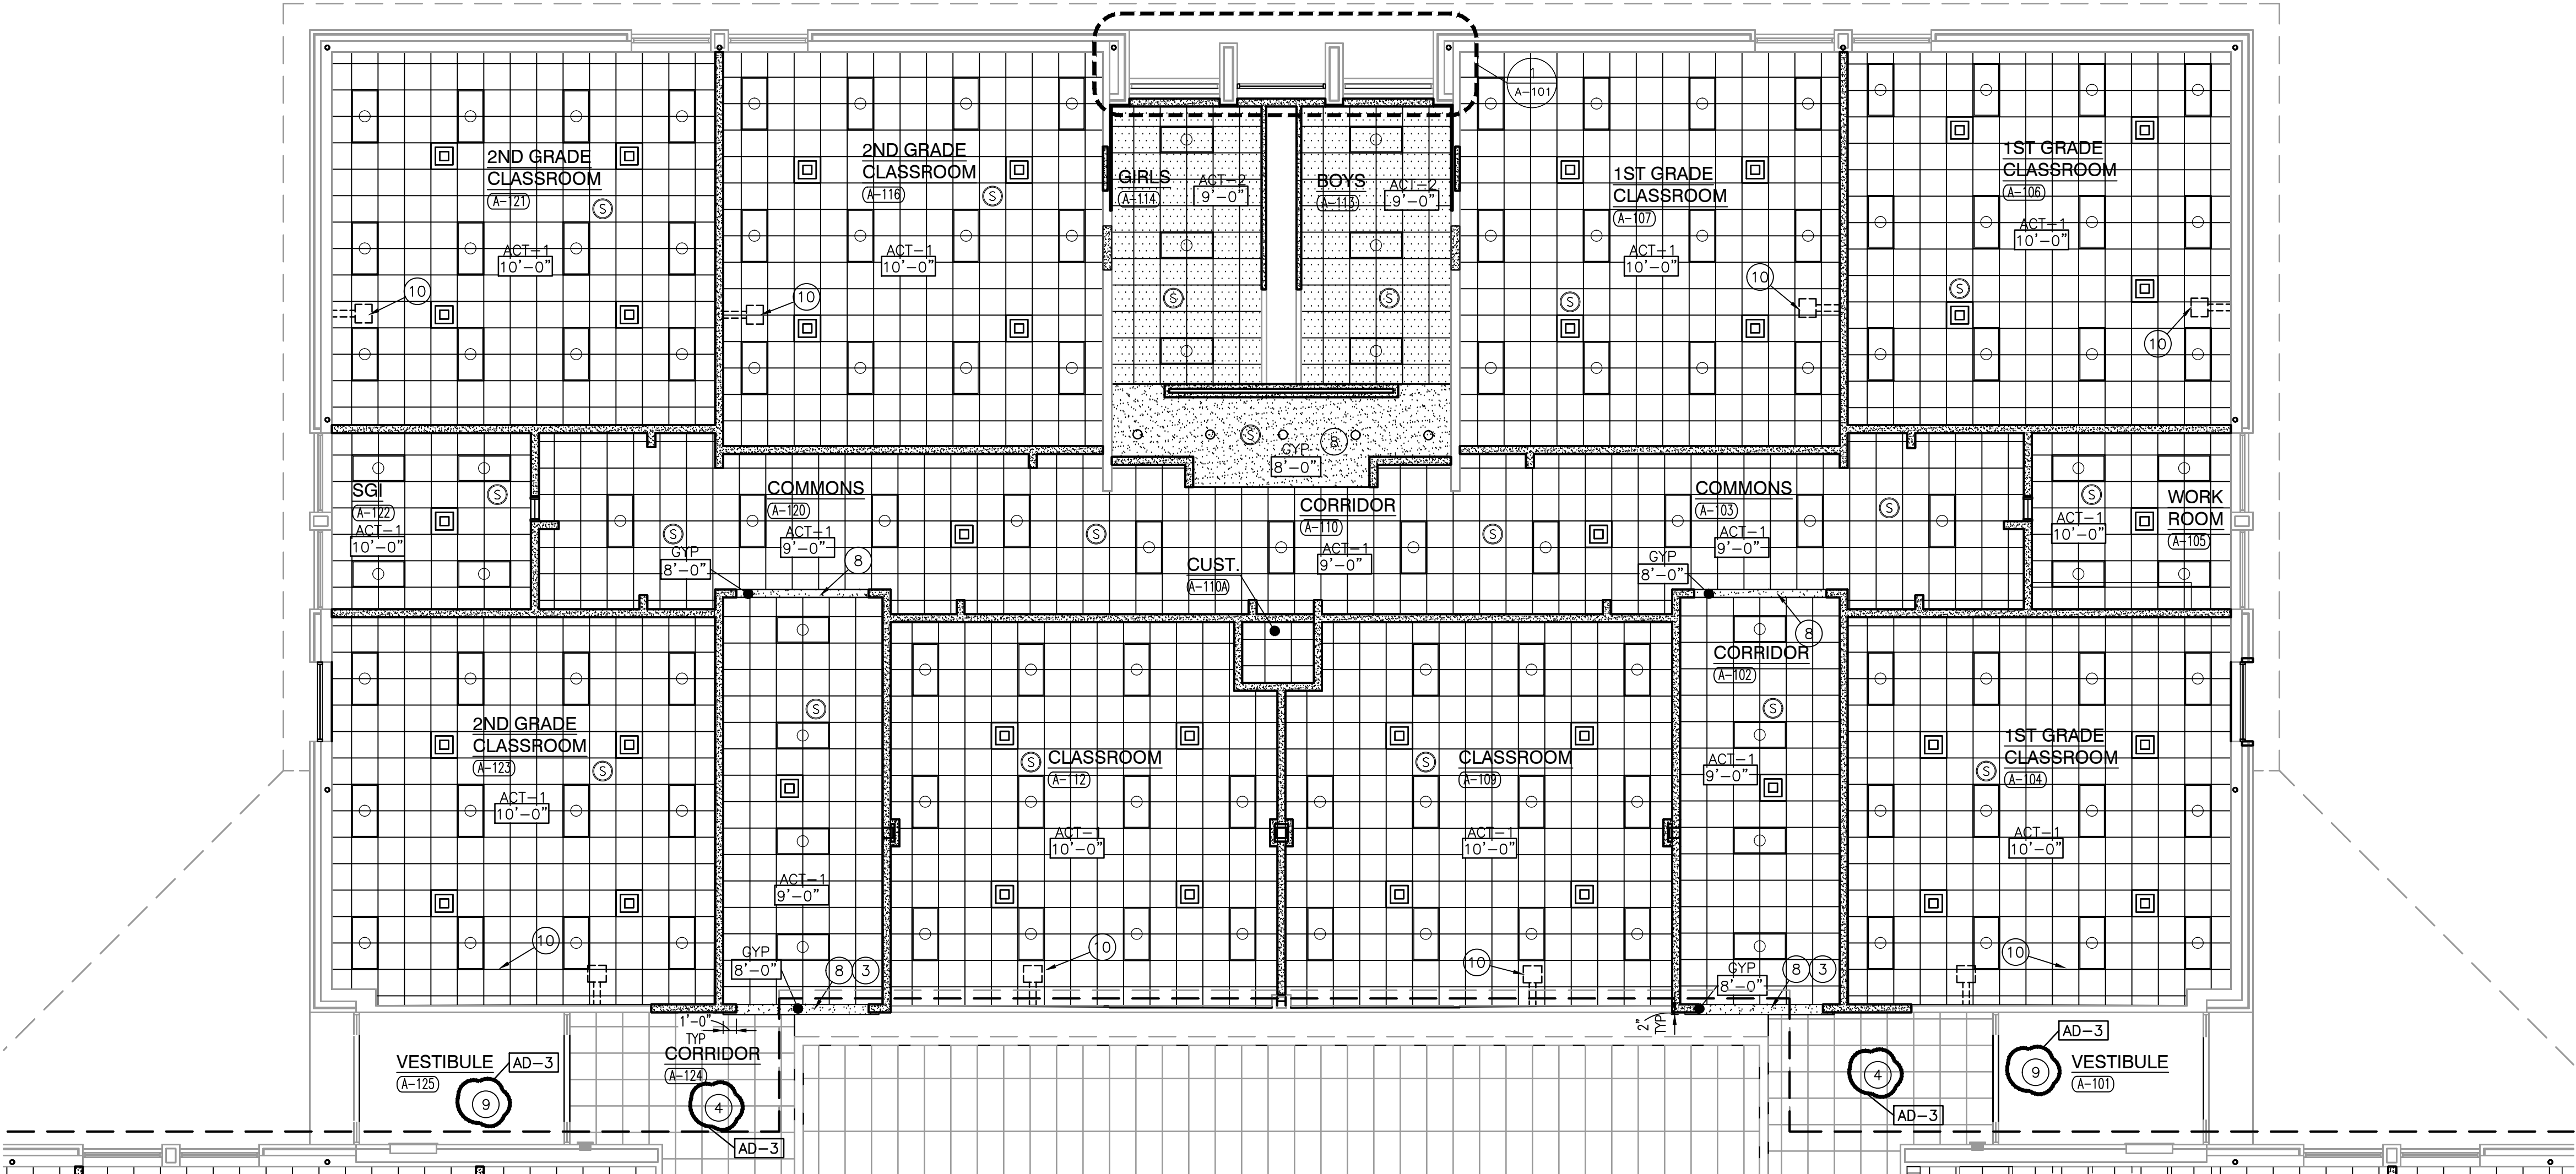 1
A-101
2ND GRADE
CLASSROOM
A-121
S
ACT-1
10'-0"
10
2ND GRADE
CLASSROOM
A-116
S
ACT-1
10'-0"
10
GIRLS
A-114
ACT-2
9'-0"
S
BOYS
A-113
ACT-2
9'-0"
S
1ST GRADE
CLASSROOM
A-107
ACT-1
10'-0"
10
S
1ST GRADE
CLASSROOM
A-106
ACT-1
10'-0"
S
10
S
8
GYP
8'-0"
SGI
A-122
S
ACT-1
10'-0"
COMMONS
A-120
S
ACT-1
9'-0"
GYP
8'-0"
8
S
CORRIDOR
A-110
ACT-1
9'-0"
CUST.
A-110A
S
COMMONS
A-103
ACT-1
9'-0"
S
GYP
8'-0"
8
WORK
ROOM
A-105
S
ACT-1
10'-0"
2ND GRADE
CLASSROOM
A-123
S
ACT-1
10'-0"
10
S
ACT-1
9'-0"
GYP
8'-0"
8
3
CLASSROOM
A-112
S
ACT-1
10'-0"
10
CLASSROOM
A-109
S
ACT-1
10'-0"
10
CORRIDOR
A-102
S
ACT-1
9'-0"
GYP
8'-0"
8
3
1ST GRADE
CLASSROOM
A-104
S
ACT-1
10'-0"
10
1'-0"
TYP
2"
TYP
VESTIBULE
A-125
AD-3
9
CORRIDOR
A-124
4
AD-3
4
AD-3
9
AD-3
VESTIBULE
A-101